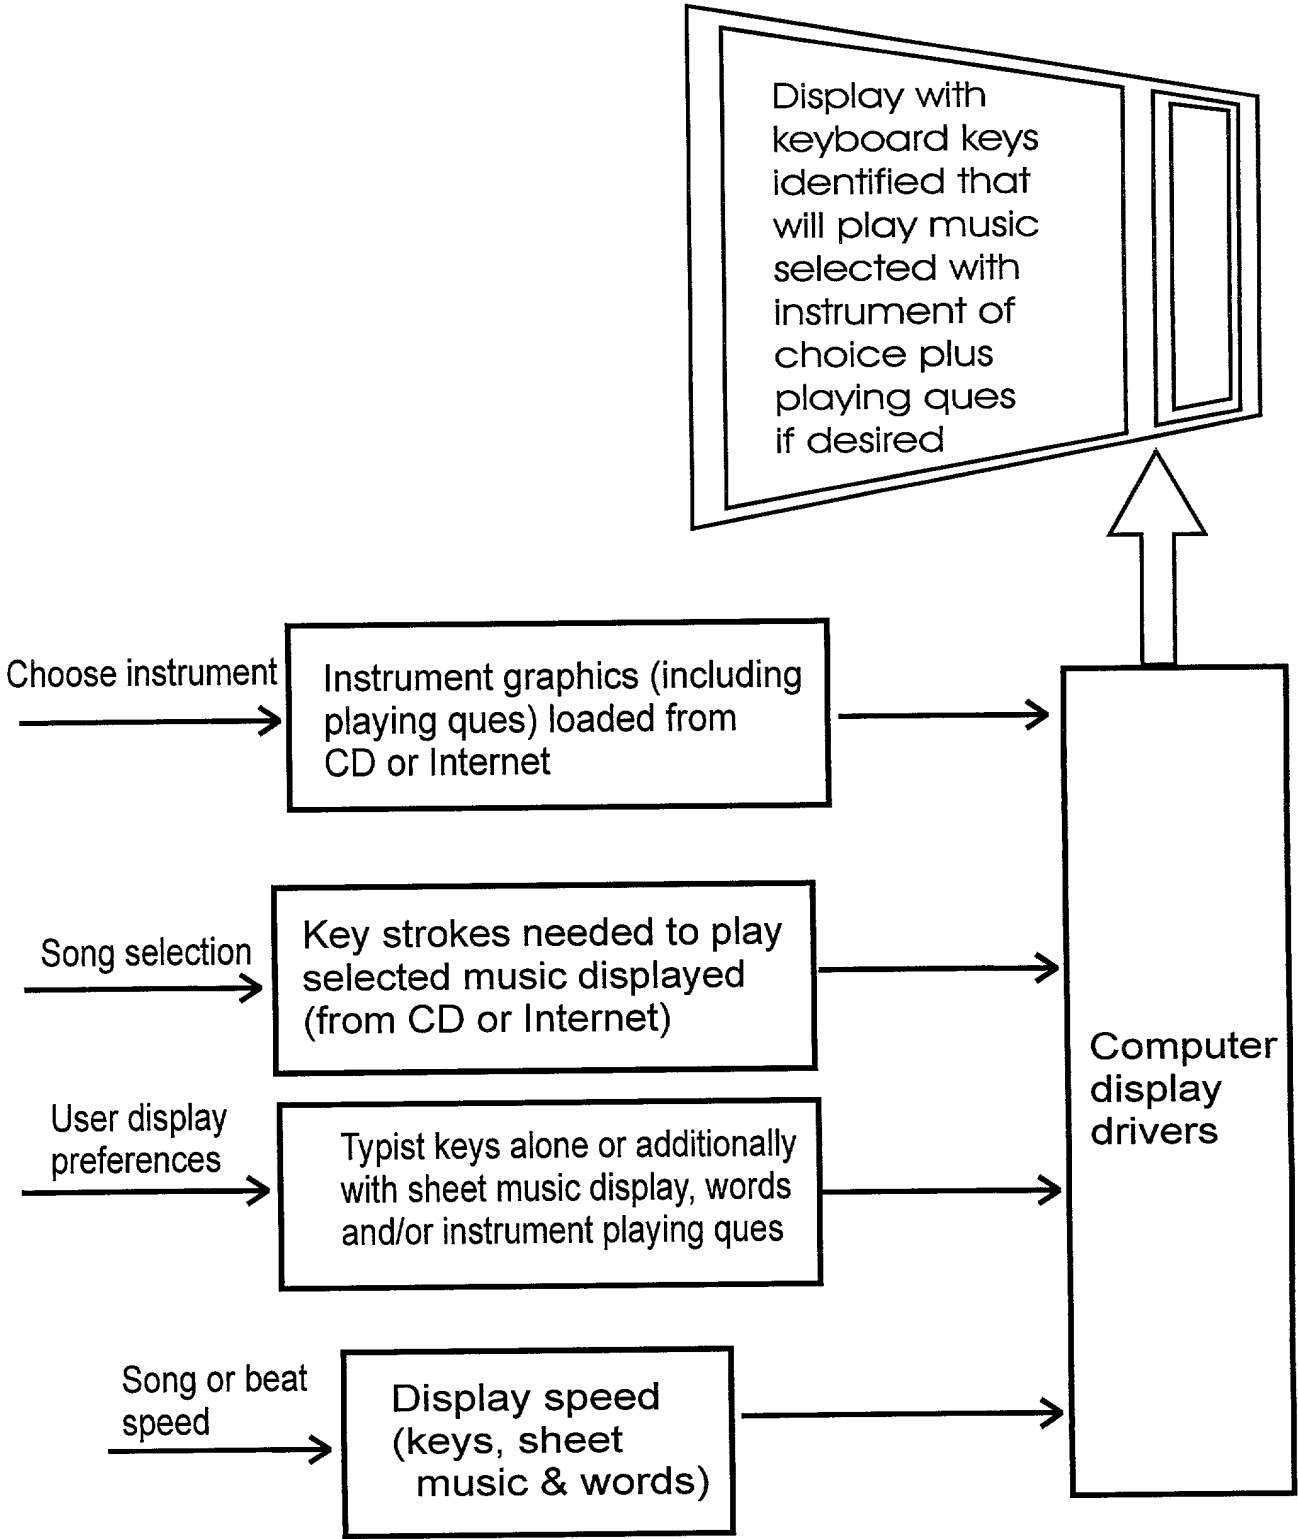 Display with
keyboard keys
identified that
will play music
selected with
instrument of
choice plus
playing ques
if desired
Choose instrument
Instrument graphics (including
playing ques) loaded from
CD or Internet
Song selection
Key strokes needed to play
selected music displayed
(from CD or Internet)
User display
preferences
Typist keys alone or additionally
with sheet music display, words
and/or instrument playing ques
Song or beat
speed
Display speed
(keys, sheet
music & words)
Computer
display
drivers